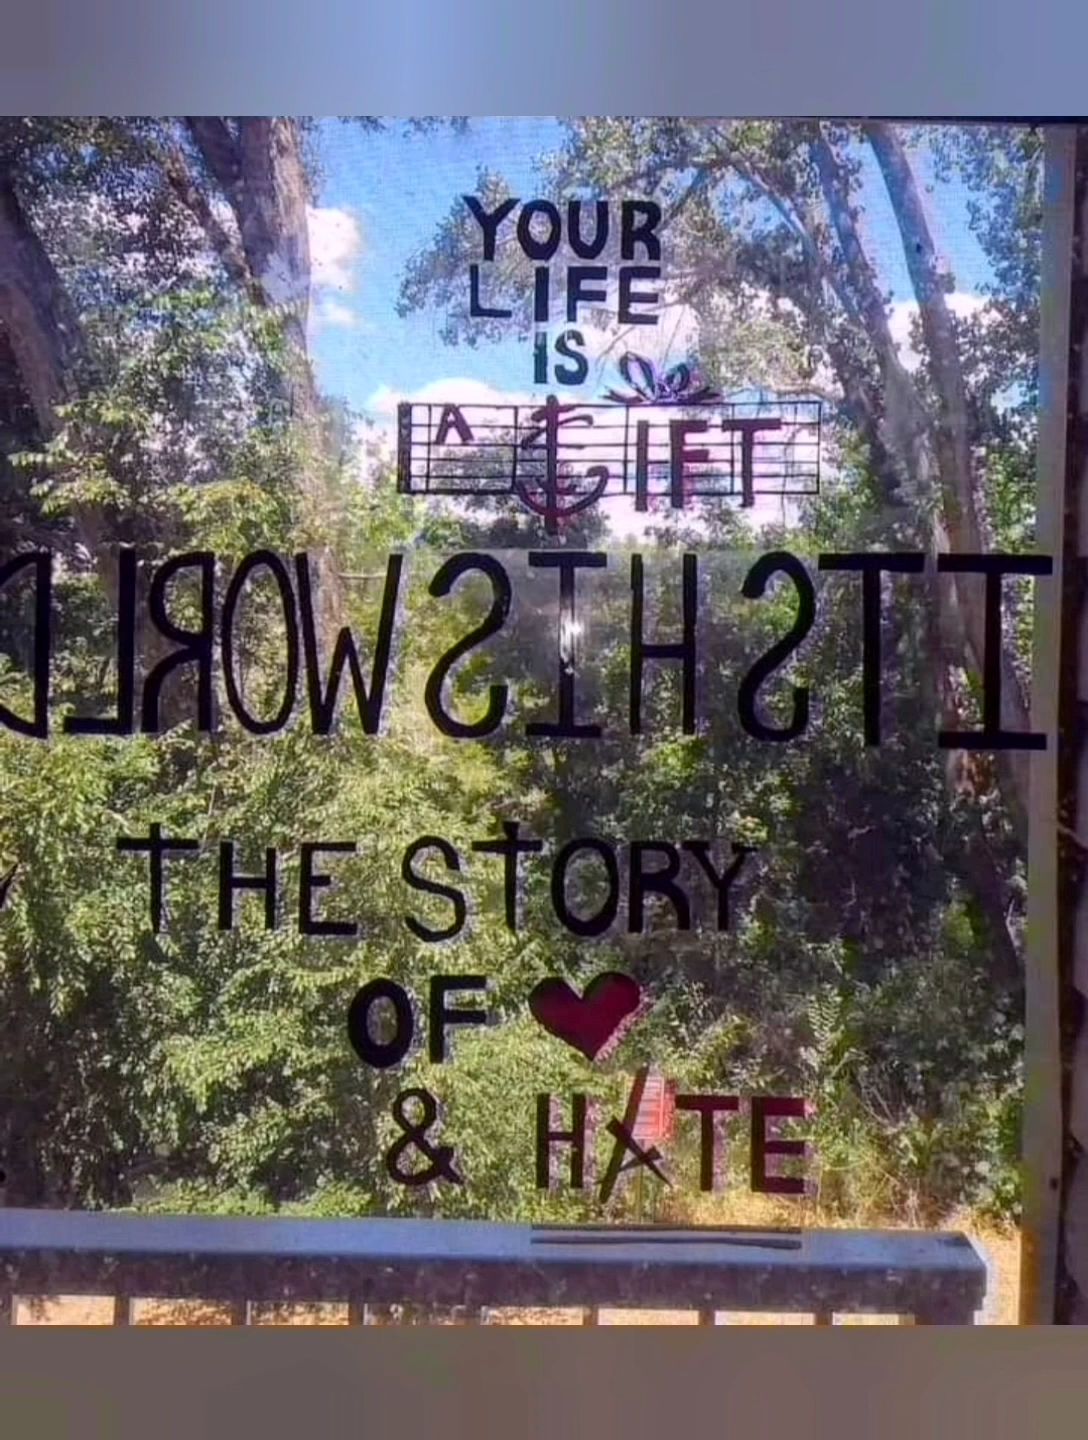 YOUR
LIFE
IS
A GIFT
ITSHISWORLD
THE STORY
OF ♥
& HATE